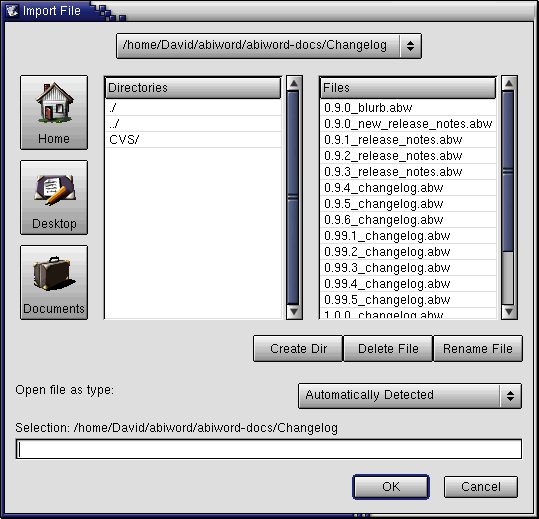 Import File
/home/David/abiword/abiword-docs/Changelog
Home
Desktop
Documents
Directories
./
../
CVS/
Files
0.9.0_blurb.abw
0.9.0_new_release_notes.abw
0.9.1_release_notes.abw
0.9.2_release_notes.abw
0.9.3_release_notes.abw
0.9.4_changelog.abw
0.9.5_changelog.abw
0.9.6_changelog.abw
0.99.1_changelog.abw
0.99.2_changelog.abw
0.99.3_changelog.abw
0.99.4_changelog.abw
0.99.5_changelog.abw
1.0.0_changelog.abw
Create Dir
Delete File
Rename File
Open file as type:
Automatically Detected
Selection: /home/David/abiword/abiword-docs/Changelog
OK
Cancel